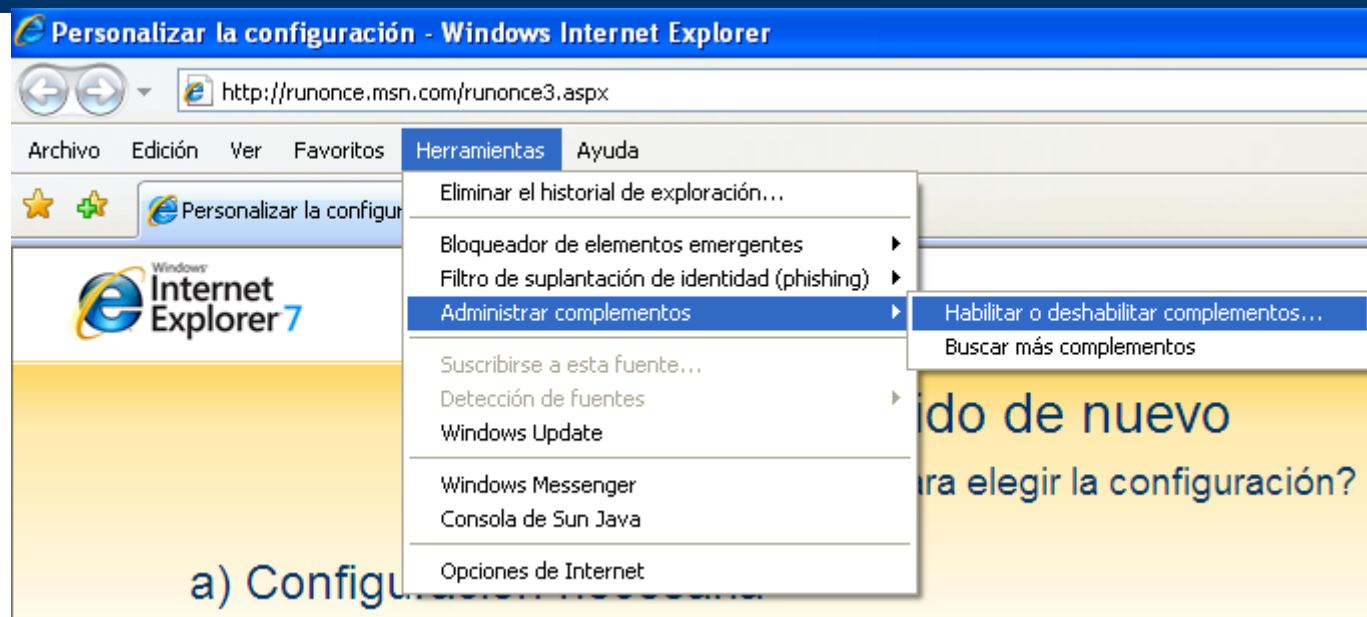 Personalizar la configuración - Windows Internet Explorer
http://runonce.msn.com/runonce3.aspx
Archivo Edición Ver Favoritos Herramientas Ayuda
Personalizar la configur
Eliminar el historial de exploración...
Bloqueador de elementos emergentes
Filtro de suplantación de identidad (phishing)
Administrar complementos
Habilitar o deshabilitar complementos...
Buscar más complementos
Suscribirse a esta fuente...
Detección de fuentes
Windows Update
Windows Messenger
Consola de Sun Java
Opciones de Internet
Windows
Internet
Explorer 7
ido de nuevo
ra elegir la configuración?
a) Configu